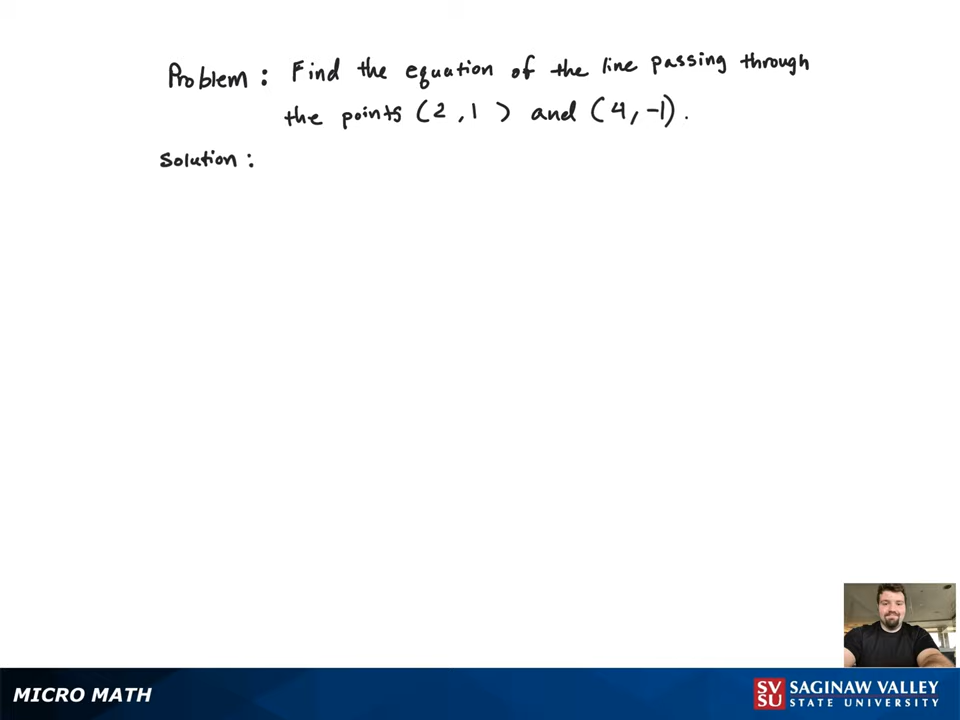 Problem: Find the equation of the line passing through
the points (2, 1) and (4, -1).
Solution:
MICRO MATH
SV
SU
SAGINAW VALLEY
STATE UNIVERSITY